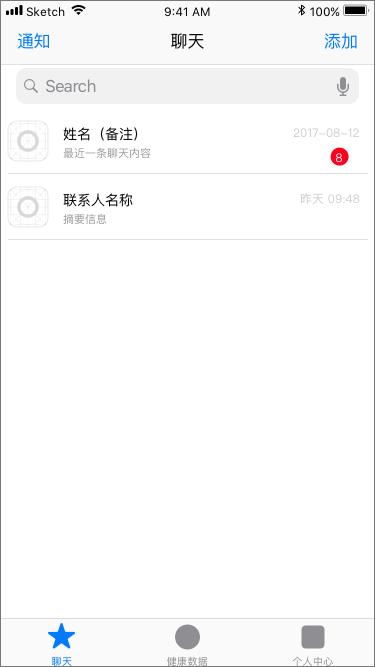 Sketch 9:41 AM 100%
通知 聊天 添加
Search
姓名（备注） 2017-08-12
最近一条聊天内容 8
联系人名称 昨天 09:48
摘要信息
聊天 健康数据 个人中心